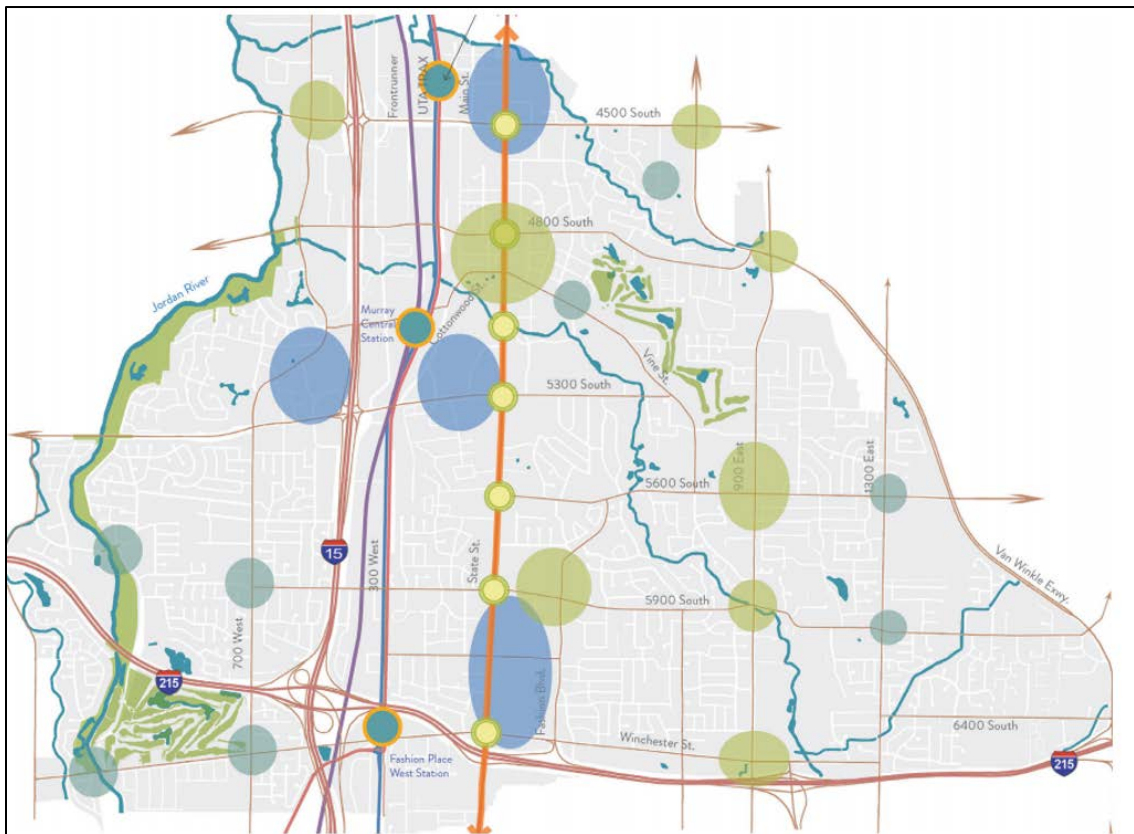 Frontrunner
UTA TRAX
Main St.
4500 South
4800 South
Jordan River
Murray
Central
Station
Cottonwood St.
Vine St.
5300 South
900 East
1300 East
5600 South
15
300 West
State St.
Van Winkle Exwy.
5900 South
700 West
215
Fashion Blvd.
6400 South
Winchester St.
Fashion Place
West Station
215